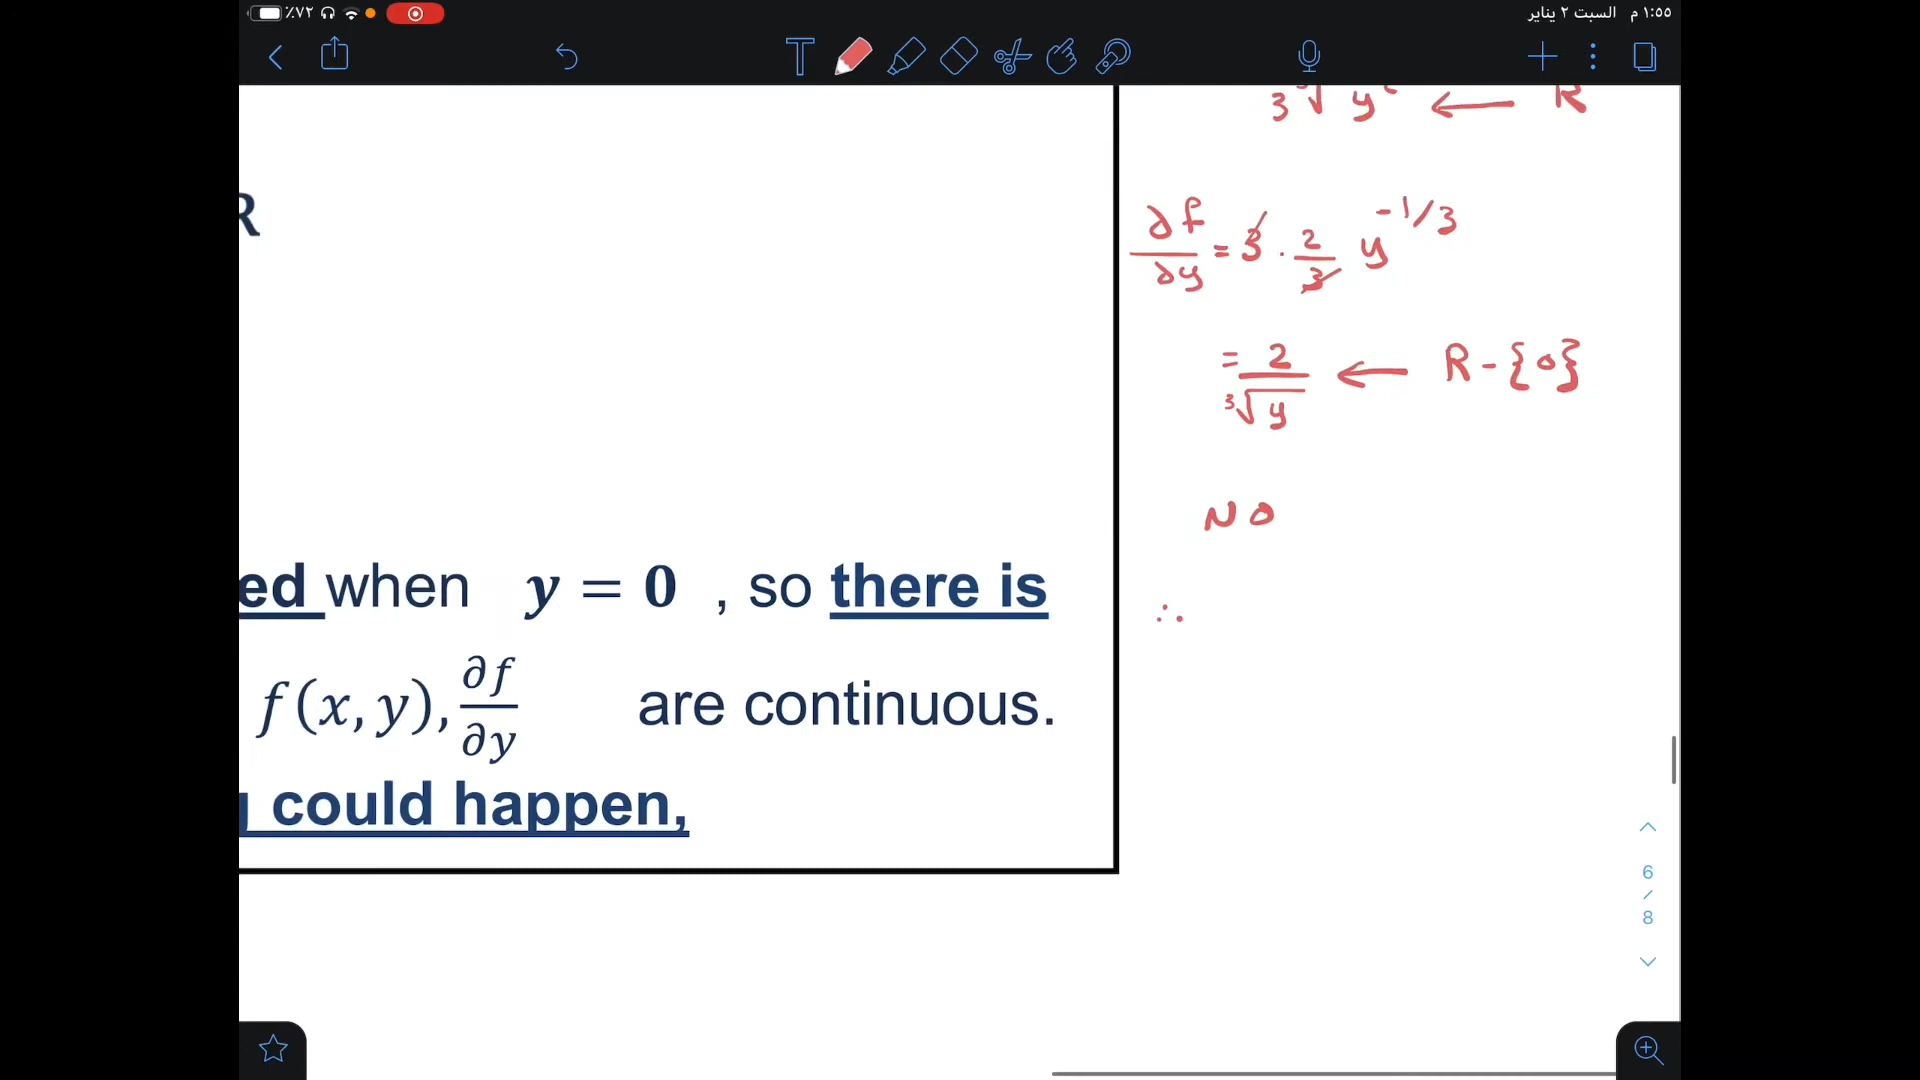 ٪٧٢
١:٥٥ م السبت ٢ يناير
T
3 ∛y² ← R
R
∂f/∂y = 3 · 2/3 y^-1/3
= 2/∛y ← R - {0}
NO
ed when y = 0 , so there is
∴
f(x, y), ∂f/∂y are continuous.
could happen,
6
/
8